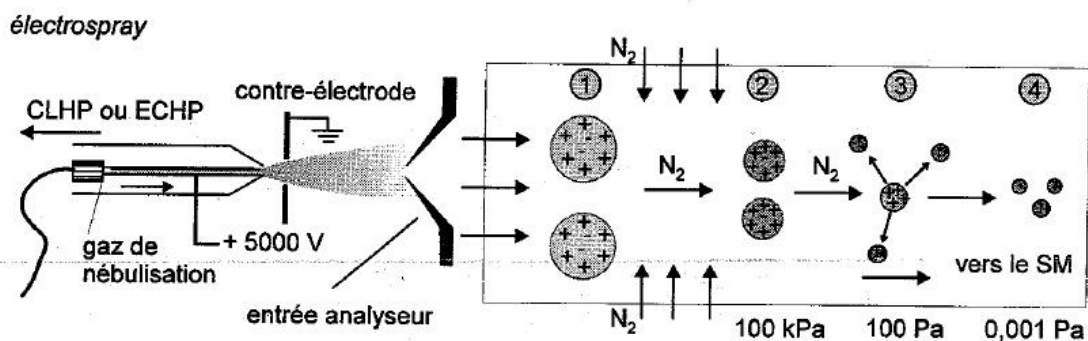 électrospray
CLHP ou ECHP
contre-électrode
gaz de
nébulisation
+ 5000 V
entrée analyseur
N₂
1
2
3
4
+ + + + - + +
N₂
N₂
N₂
vers le SM
100 kPa
100 Pa
0,001 Pa